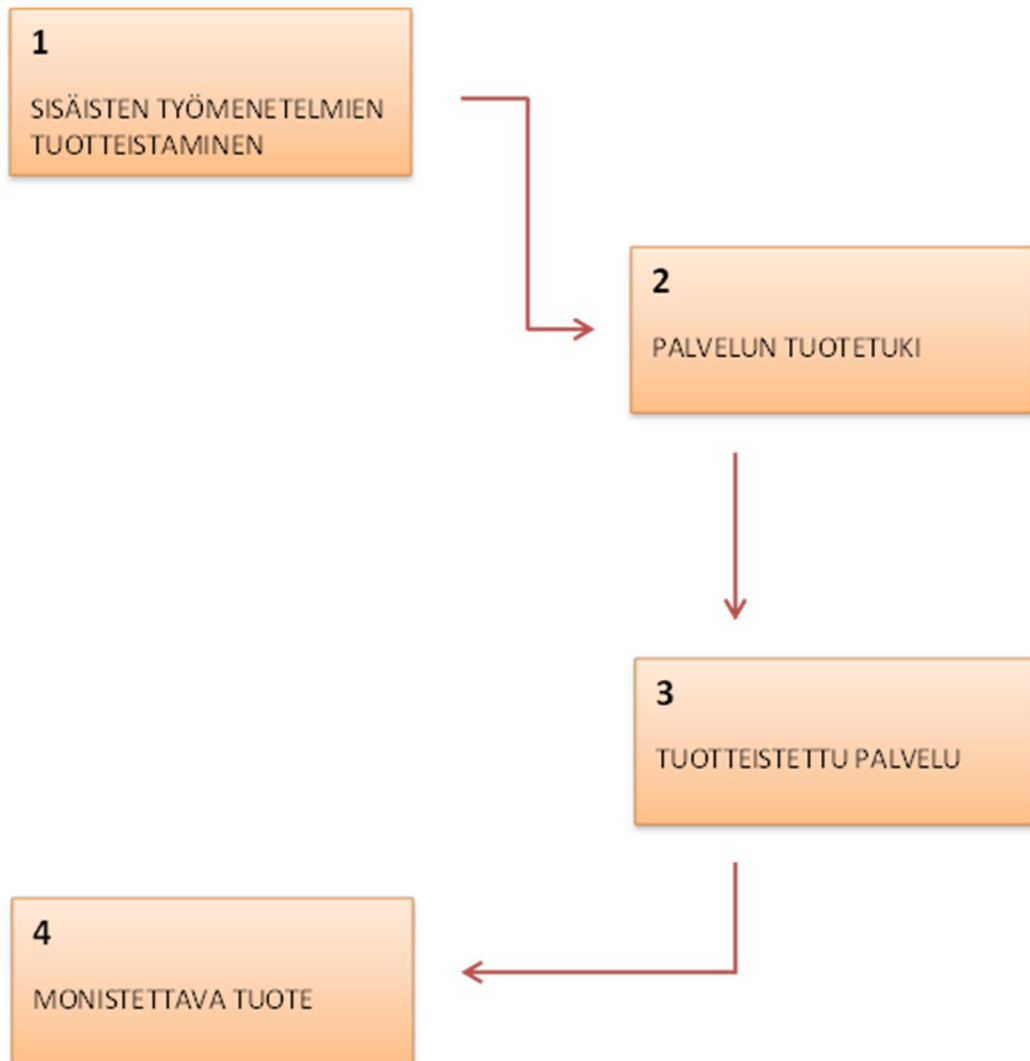 1
SISÄISTEN TYÖMENETELMIEN
TUOTTEISTAMINEN
2
PALVELUN TUOTETUKI
3
TUOTTEISTETTU PALVELU
4
MONISTETTAVA TUOTE